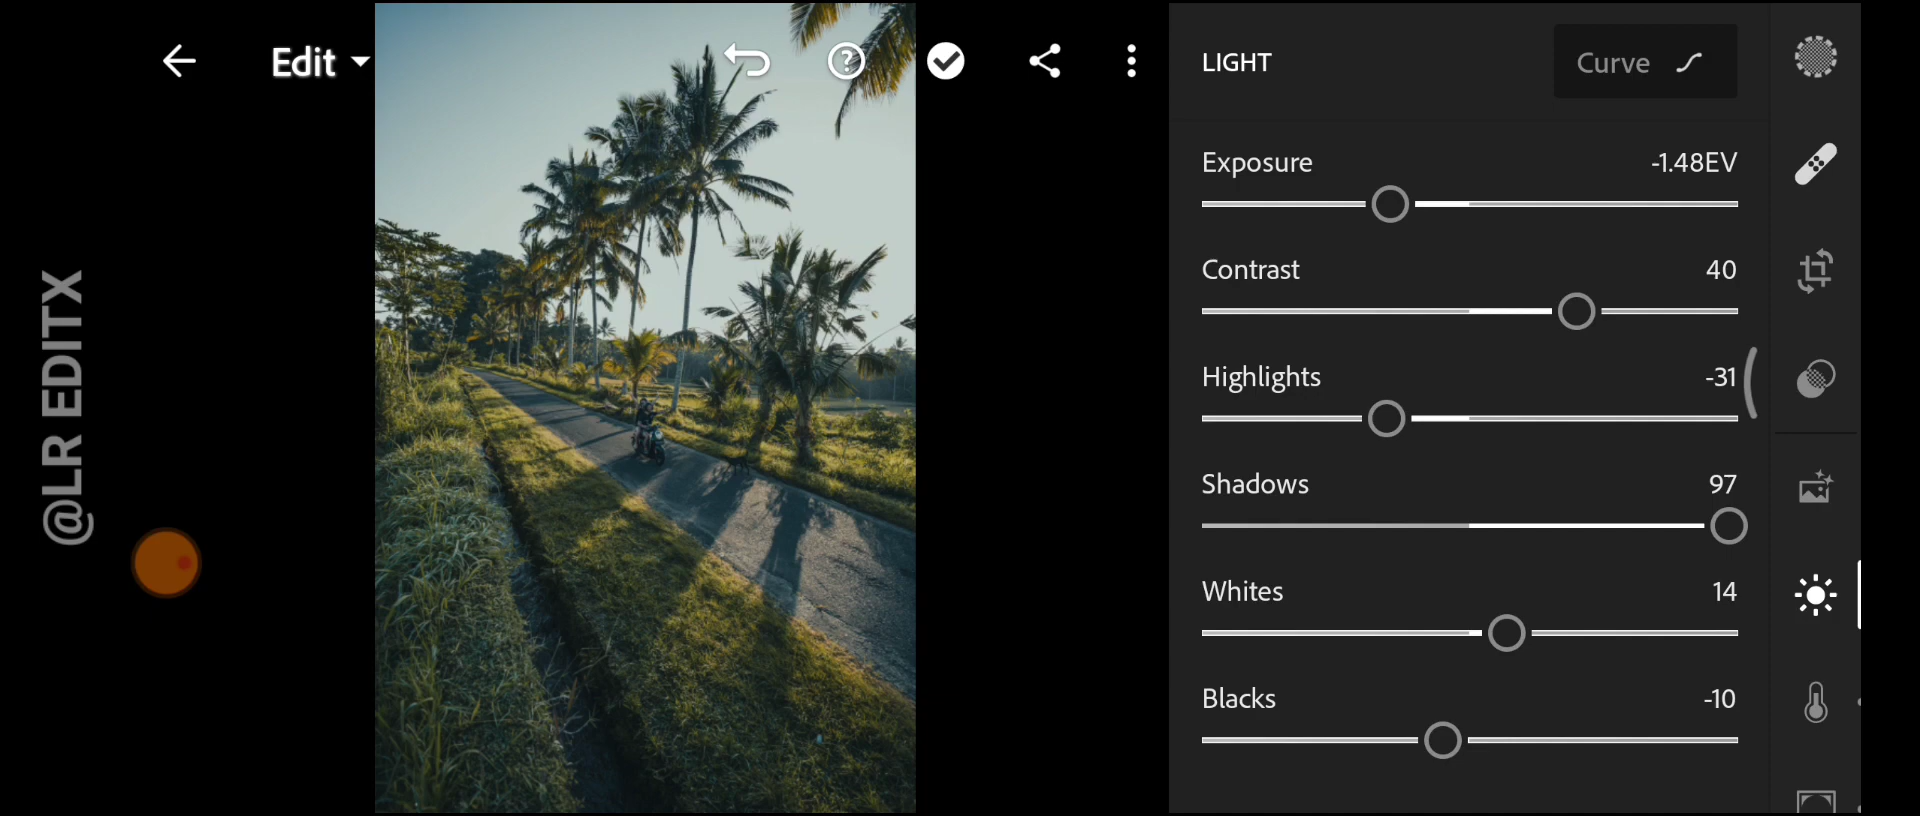 Edit
@LR EDITX
LIGHT
Curve
Exposure
-1.48EV
Contrast
40
Highlights
-31
Shadows
97
Whites
14
Blacks
-10